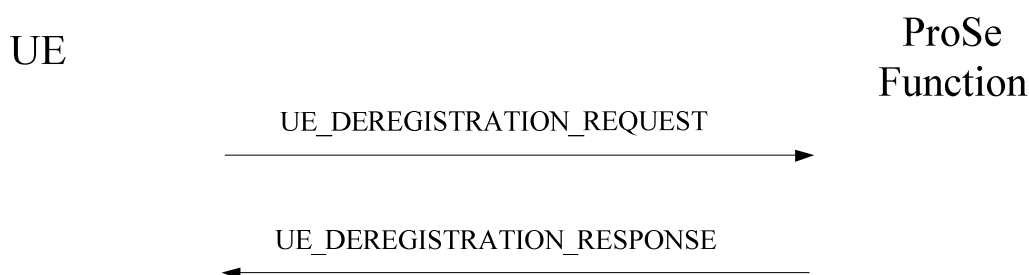 UE
ProSe
Function
UE_DEREGISTRATION_REQUEST
UE_DEREGISTRATION_RESPONSE